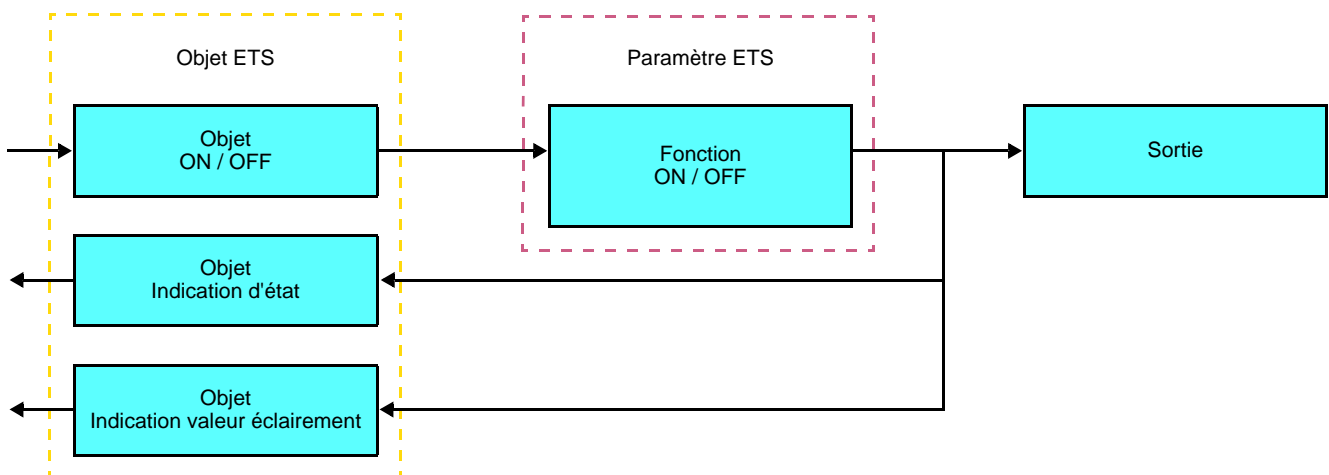 Objet ETS
Paramètre ETS
Objet
ON / OFF
Fonction
ON / OFF
Sortie
Objet
Indication d'état
Objet
Indication valeur éclairement